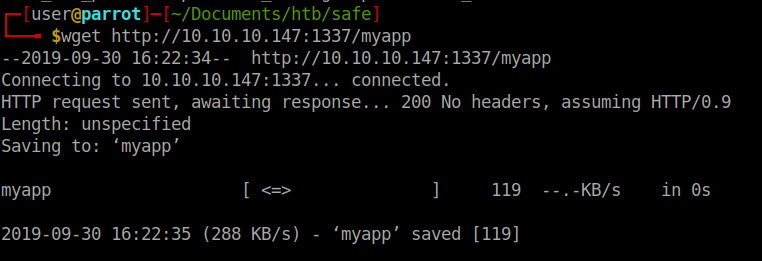 ┌─[user@parrot]─[~/Documents/htb/safe]
└──╼ $wget http://10.10.10.147:1337/myapp
--2019-09-30 16:22:34--  http://10.10.10.147:1337/myapp
Connecting to 10.10.10.147:1337... connected.
HTTP request sent, awaiting response... 200 No headers, assuming HTTP/0.9
Length: unspecified
Saving to: ‘myapp’
myapp                   [ <=>                ]     119  --.-KB/s    in 0s
2019-09-30 16:22:35 (288 KB/s) - ‘myapp’ saved [119]